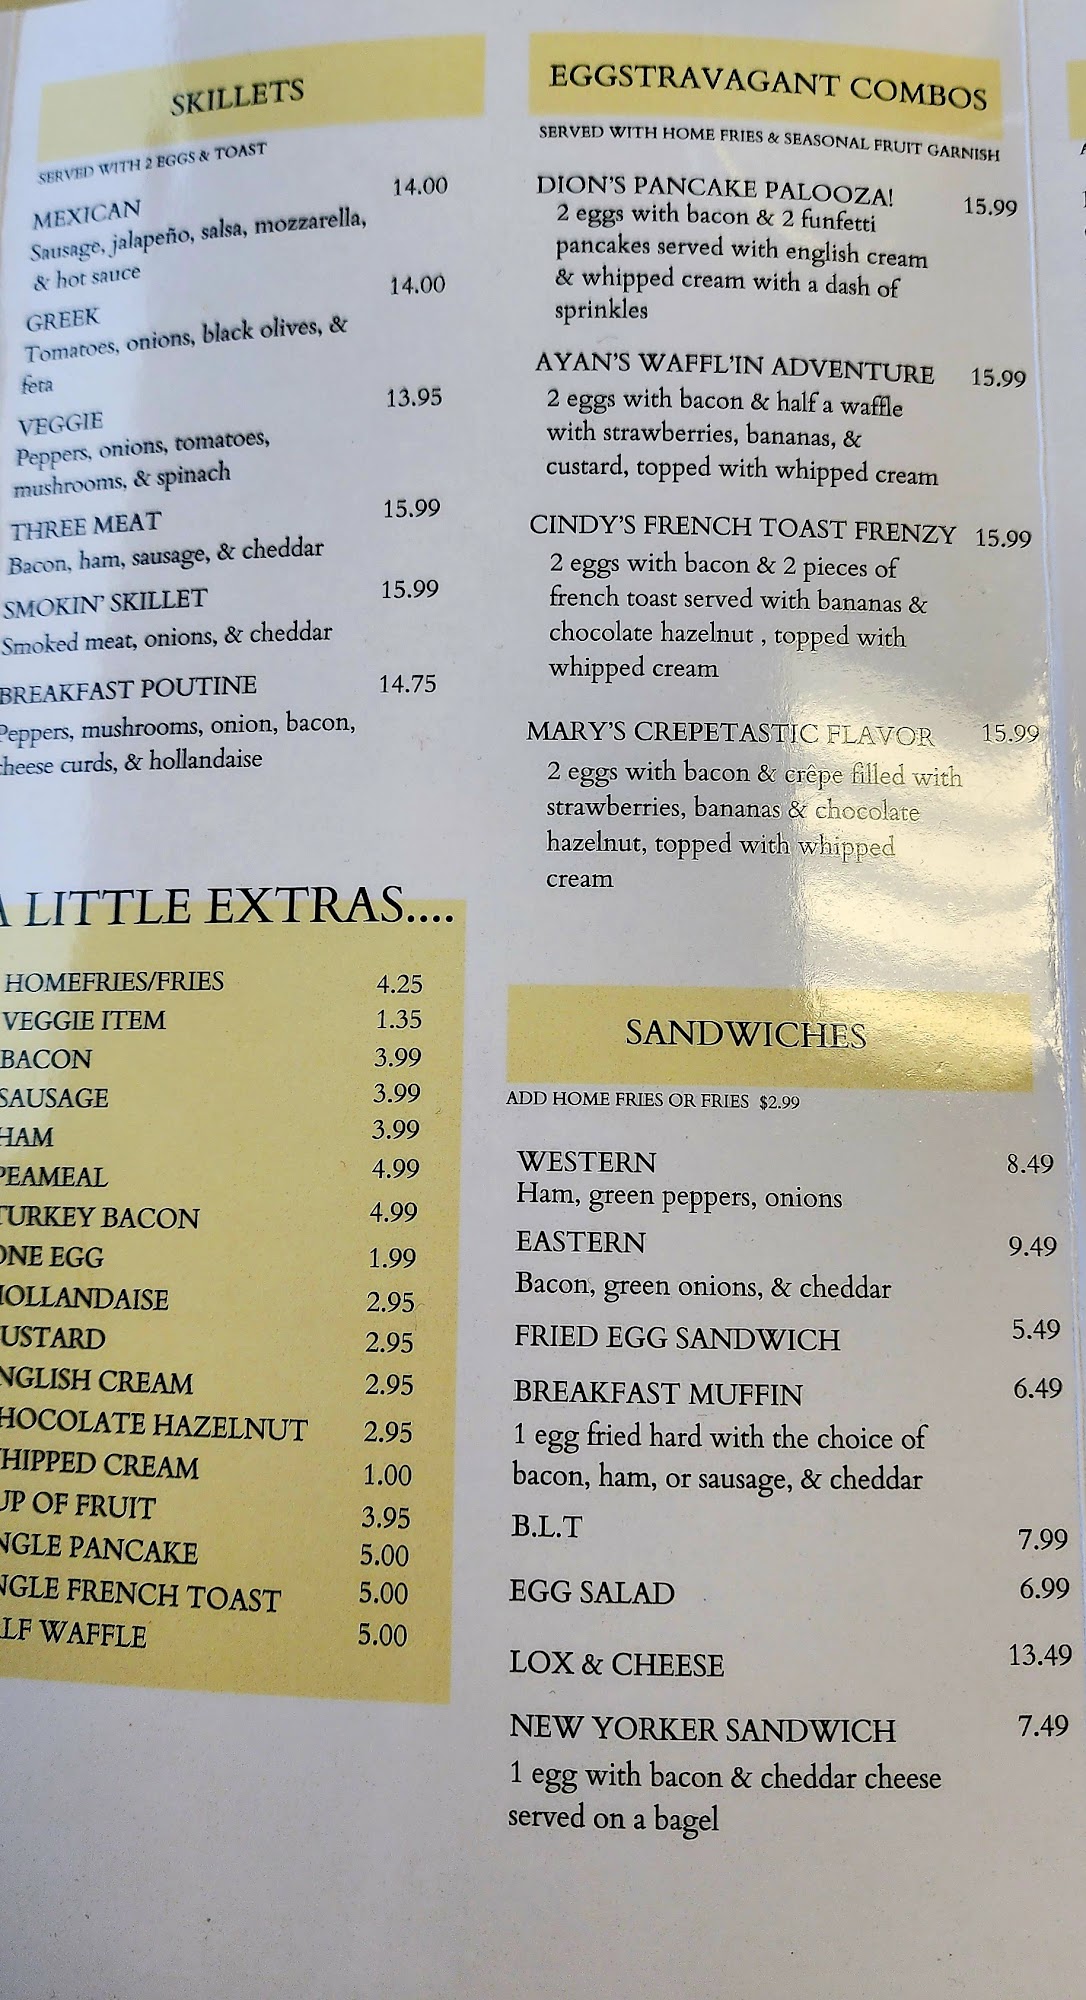 SKILLETS
SERVED WITH 2 EGGS & TOAST
MEXICAN 14.00
Sausage, jalapeño, salsa, mozzarella,
& hot sauce
GREEK 14.00
Tomatoes, onions, black olives, &
feta
VEGGIE 13.95
Peppers, onions, tomatoes,
mushrooms, & spinach
THREE MEAT 15.99
Bacon, ham, sausage, & cheddar
SMOKIN' SKILLET 15.99
Smoked meat, onions, & cheddar
BREAKFAST POUTINE 14.75
Peppers, mushrooms, onion, bacon,
cheese curds, & hollandaise
A LITTLE EXTRAS....
HOMEFRIES/FRIES 4.25
VEGGIE ITEM 1.35
BACON 3.99
SAUSAGE 3.99
HAM 3.99
PEAMEAL 4.99
TURKEY BACON 4.99
ONE EGG 1.99
HOLLANDAISE 2.95
USTARD 2.95
NGLISH CREAM 2.95
HOCOLATE HAZELNUT 2.95
HIPPED CREAM 1.00
UP OF FRUIT 3.95
NGLE PANCAKE 5.00
NGLE FRENCH TOAST 5.00
LF WAFFLE 5.00
EGGSTRAVAGANT COMBOS
SERVED WITH HOME FRIES & SEASONAL FRUIT GARNISH
DION'S PANCAKE PALOOZA! 15.99
2 eggs with bacon & 2 funfetti
pancakes served with english cream
& whipped cream with a dash of
sprinkles
AYAN'S WAFFL'IN ADVENTURE 15.99
2 eggs with bacon & half a waffle
with strawberries, bananas, &
custard, topped with whipped cream
CINDY'S FRENCH TOAST FRENZY 15.99
2 eggs with bacon & 2 pieces of
french toast served with bananas &
chocolate hazelnut , topped with
whipped cream
MARY'S CREPETASTIC FLAVOR 15.99
2 eggs with bacon & crêpe filled with
strawberries, bananas & chocolate
hazelnut, topped with whipped
cream
SANDWICHES
ADD HOME FRIES OR FRIES $2.99
WESTERN 8.49
Ham, green peppers, onions
EASTERN 9.49
Bacon, green onions, & cheddar
FRIED EGG SANDWICH 5.49
BREAKFAST MUFFIN 6.49
1 egg fried hard with the choice of
bacon, ham, or sausage, & cheddar
B.L.T 7.99
EGG SALAD 6.99
LOX & CHEESE 13.49
NEW YORKER SANDWICH 7.49
1 egg with bacon & cheddar cheese
served on a bagel